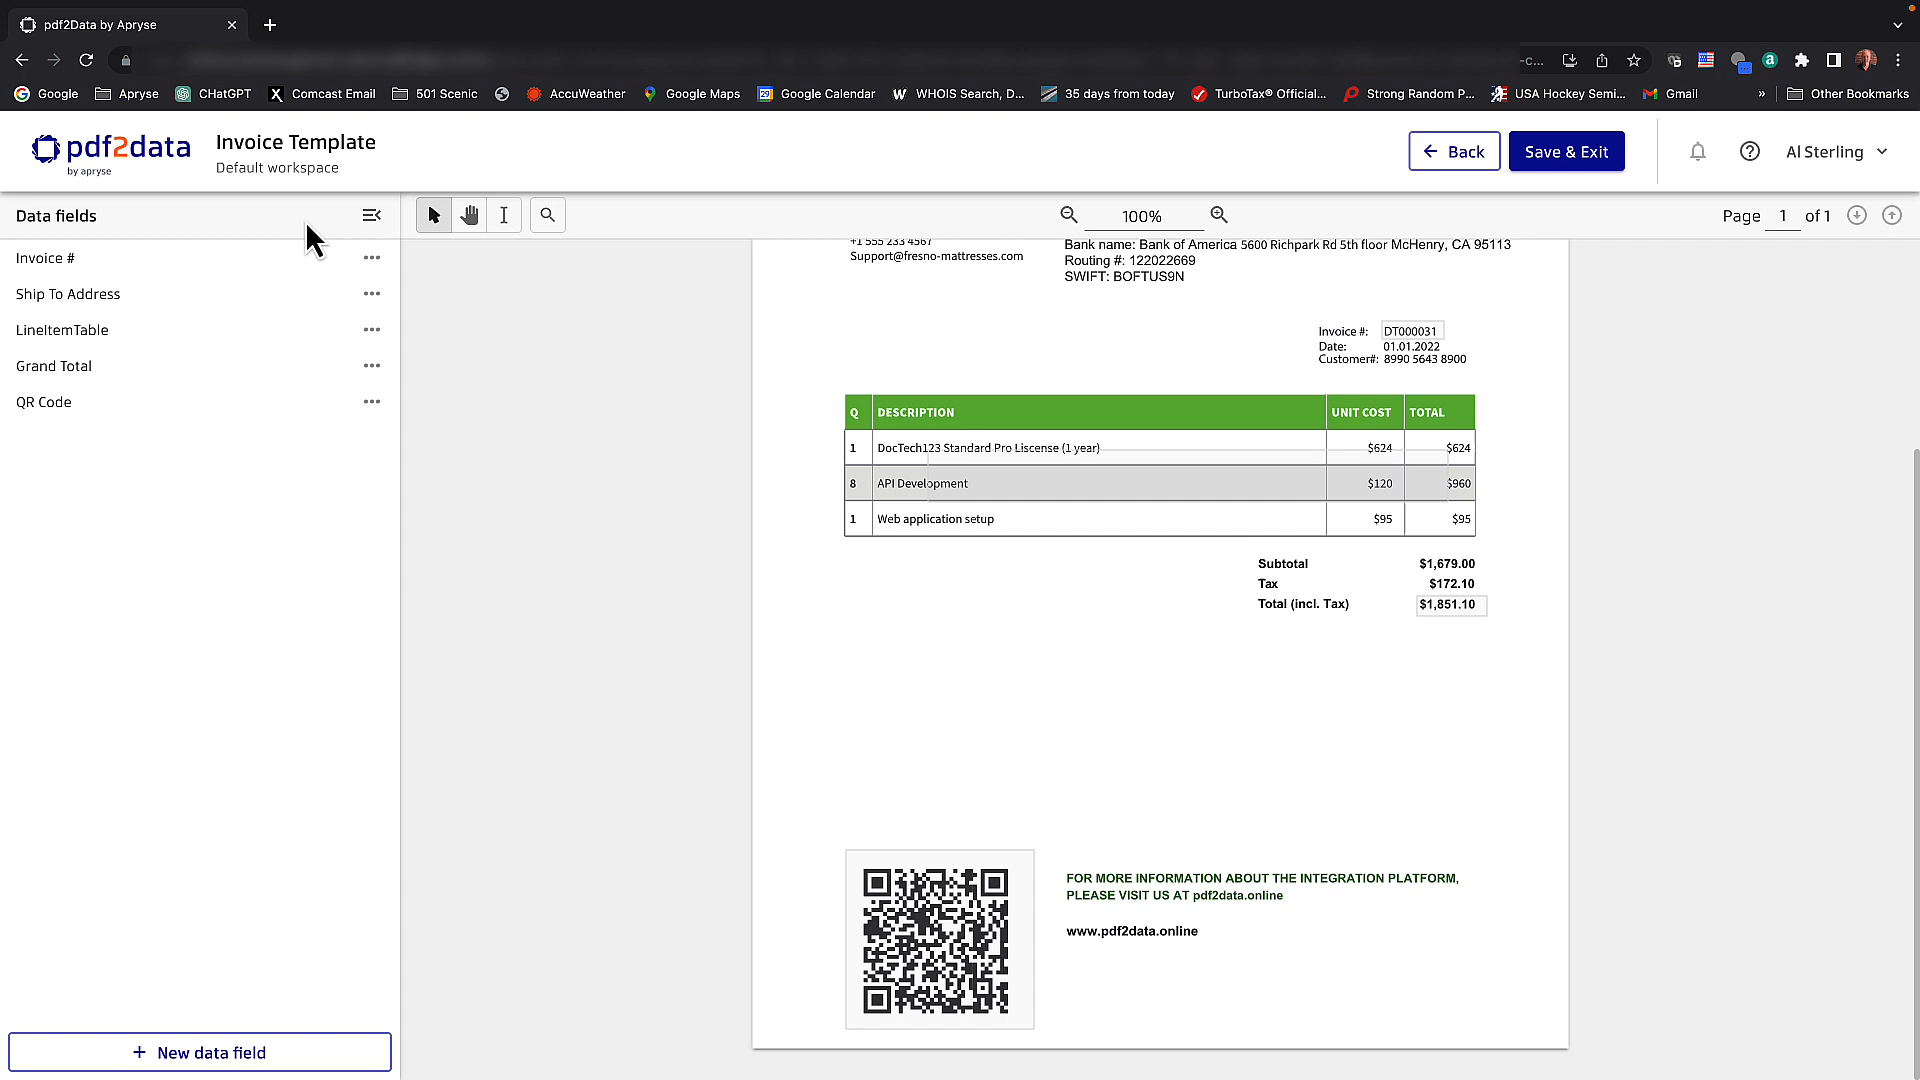 pdf2Data by Apryse
-c...
Google
Apryse
CHatGPT
Comcast Email
501 Scenic
AccuWeather
Google Maps
Google Calendar
WHOIS Search, D...
35 days from today
TurboTax® Official...
Strong Random P...
USA Hockey Semi...
Gmail
»
Other Bookmarks
pdf2data
by apryse
Invoice Template
Default workspace
Back
Save & Exit
Al Sterling
Data fields
100%
Page 1 of 1
Invoice #
Ship To Address
LineItemTable
Grand Total
QR Code
+ New data field
+1 555 233 4567
Support@fresno-mattresses.com
Bank name: Bank of America 5600 Richpark Rd 5th floor McHenry, CA 95113
Routing #: 122022669
SWIFT: BOFTUS9N
Invoice #: DT000031
Date: 01.01.2022
Customer#: 8990 5643 8900
Q DESCRIPTION UNIT COST TOTAL
1 DocTech123 Standard Pro Liscense (1 year) $624 $624
8 API Development $120 $960
1 Web application setup $95 $95
Subtotal $1,679.00
Tax $172.10
Total (incl. Tax) $1,851.10
FOR MORE INFORMATION ABOUT THE INTEGRATION PLATFORM,
PLEASE VISIT US AT pdf2data.online
www.pdf2data.online